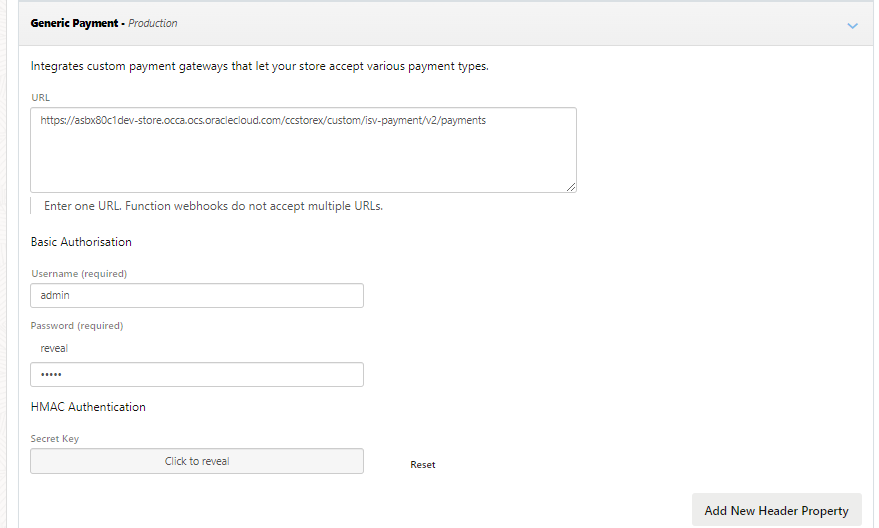 Generic Payment - Production
Integrates custom payment gateways that let your store accept various payment types.
URL
https://asbx80c1dev-store.occa.ocs.oraclecloud.com/ccstorex/custom/isv-payment/v2/payments
Enter one URL. Function webhooks do not accept multiple URLs.
Basic Authorisation
Username (required)
admin
Password (required)
reveal
•••••
HMAC Authentication
Secret Key
Click to reveal
Reset
Add New Header Property